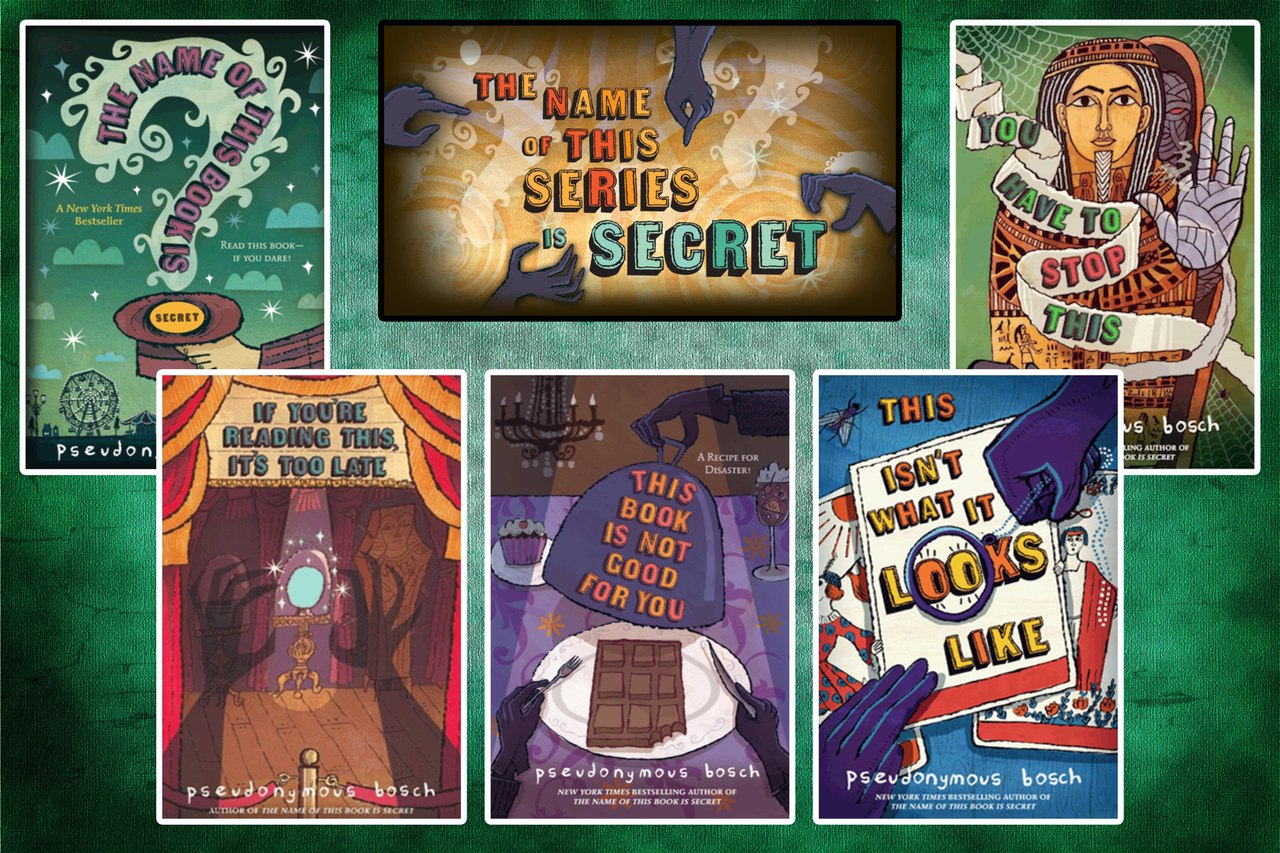 THE NAME OF THIS BOOK IS
SECRET
A New York Times
Bestseller
READ THIS BOOK—
IF YOU DARE!
pseudon
THE NAME
OF THIS
SERIES
IS SECRET
YOU
HAVE TO
STOP
THIS
us bosch
LLING AUTHOR OF
OOK IS SECRET
IF YOU'RE
READING THIS,
IT'S TOO LATE
pseudonymous bosch
AUTHOR OF THE NAME OF THIS BOOK IS SECRET
A RECIPE FOR
DISASTER!
THIS
BOOK
IS NOT
GOOD
FOR YOU
pseudonymous bosch
NEW YORK TIMES BESTSELLING AUTHOR OF
THE NAME OF THIS BOOK IS SECRET
THIS
ISN'T
WHAT IT
LOOKS
LIKE
pseudonymous bosch
NEW YORK TIMES BESTSELLING AUTHOR OF
THE NAME OF THIS BOOK IS SECRET